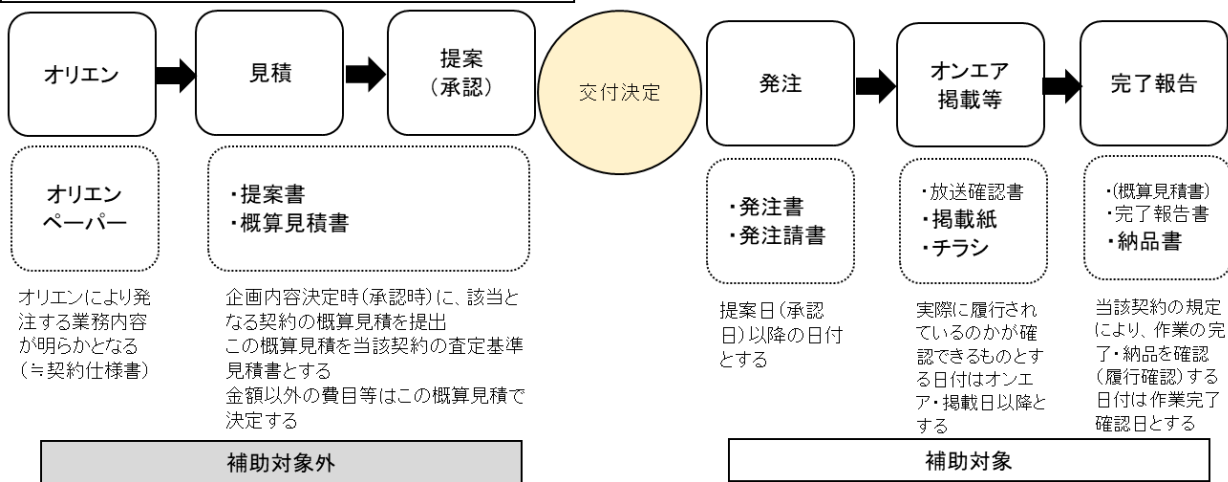 オリエン
見積
提案
（承認）
交付決定
発注
オンエア
掲載等
完了報告
オリエン
ペーパー
・提案書
・概算見積書
・発注書
・発注請書
・放送確認書
・掲載紙
・チラシ
・(概算見積書)
・完了報告書
・納品書
オリエンにより発
注する業務内容
が明らかとなる
（≒契約仕様書）
企画内容決定時（承認時）に、該当と
なる契約の概算見積を提出
この概算見積を当該契約の査定基準
見積書とする
金額以外の費目等はこの概算見積で
決定する
提案日（承認
日）以降の日付
とする
実際に履行され
ているのかが確
認できるものとす
る日付はオンエ
ア・掲載日以降と
する
当該契約の規定
により、作業の完
了・納品を確認
（履行確認）する
日付は作業完了
確認日とする
補助対象外
補助対象